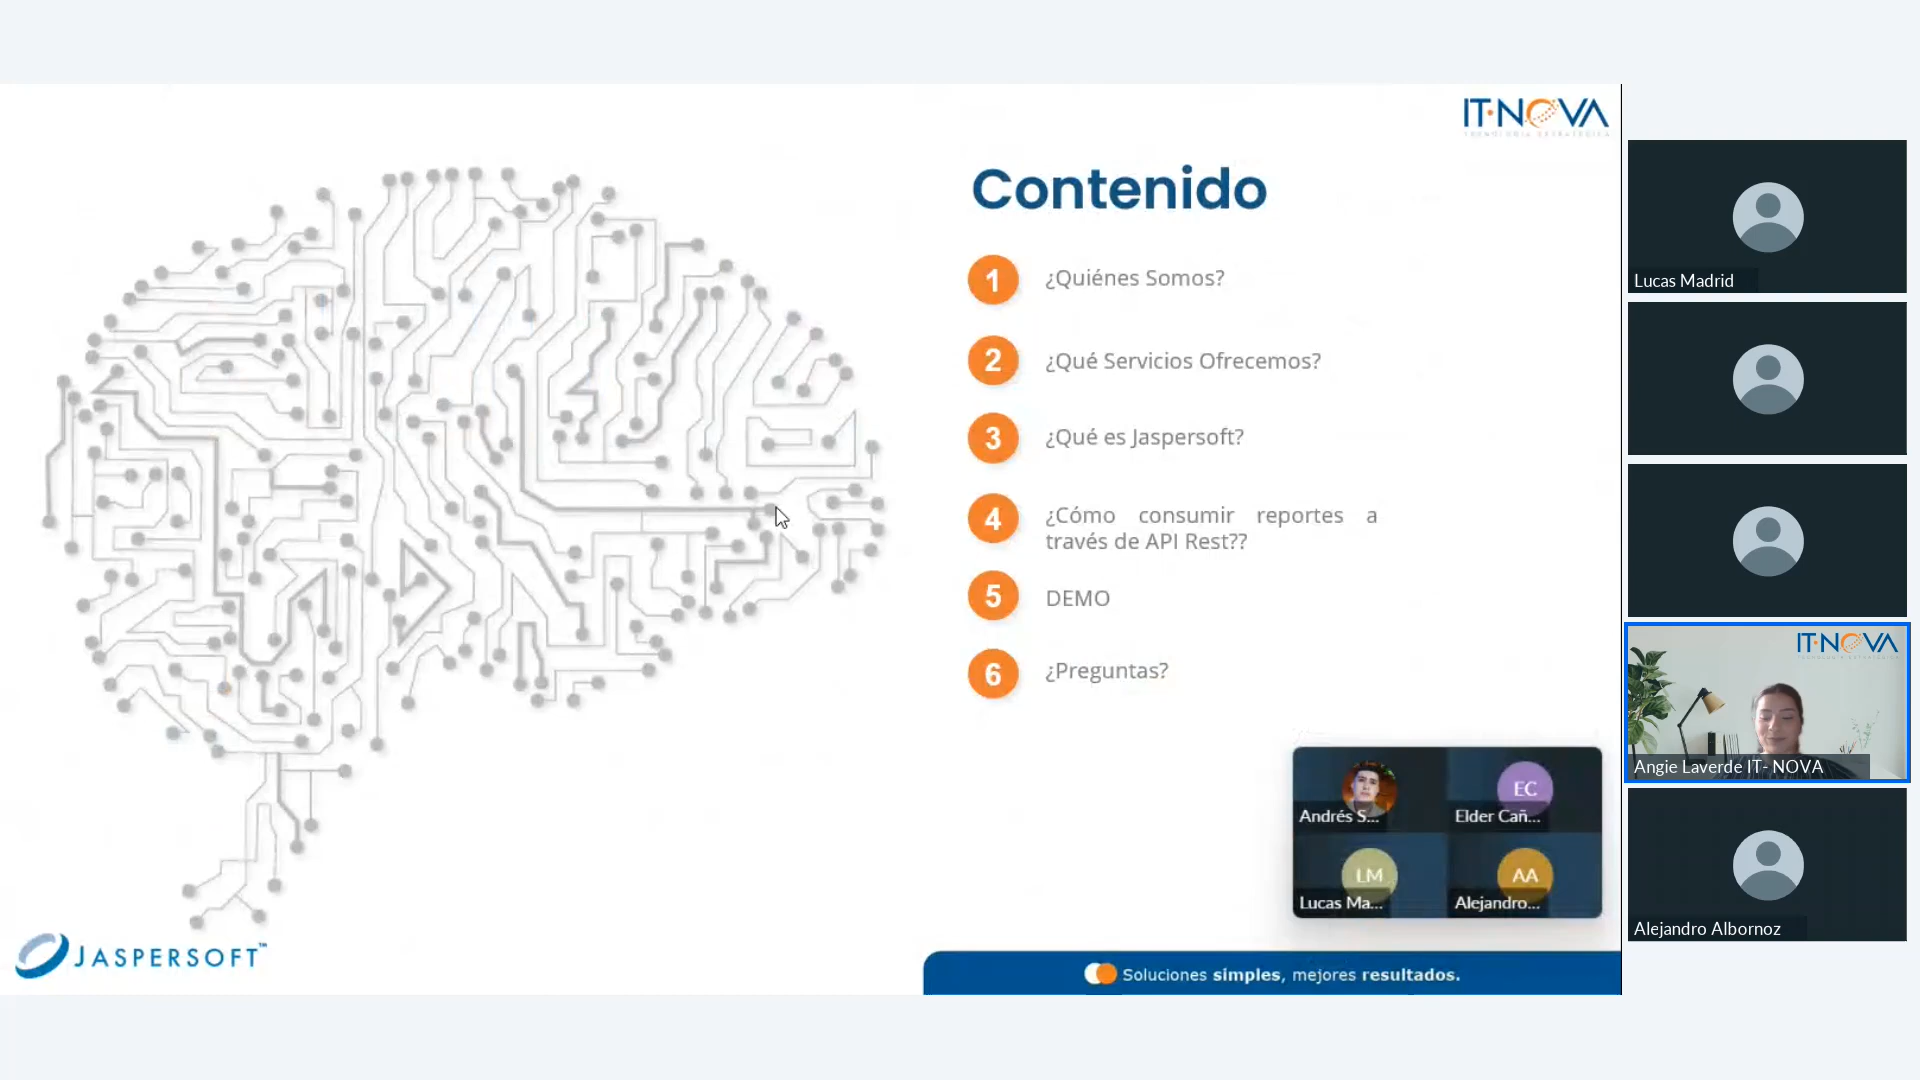 IT·NOVA
Contenido
1 ¿Quiénes Somos?
2 ¿Qué Servicios Ofrecemos?
3 ¿Qué es Jaspersoft?
4 ¿Cómo consumir reportes a
través de API Rest??
5 DEMO
6 ¿Preguntas?
Andrés S...
EC
Elder Cañ...
LM
Lucas Ma...
AA
Alejandro...
JASPERSOFT™
Soluciones simples, mejores resultados.
Lucas Madrid
IT·NOVA
Angie Laverde IT- NOVA
Alejandro Albornoz